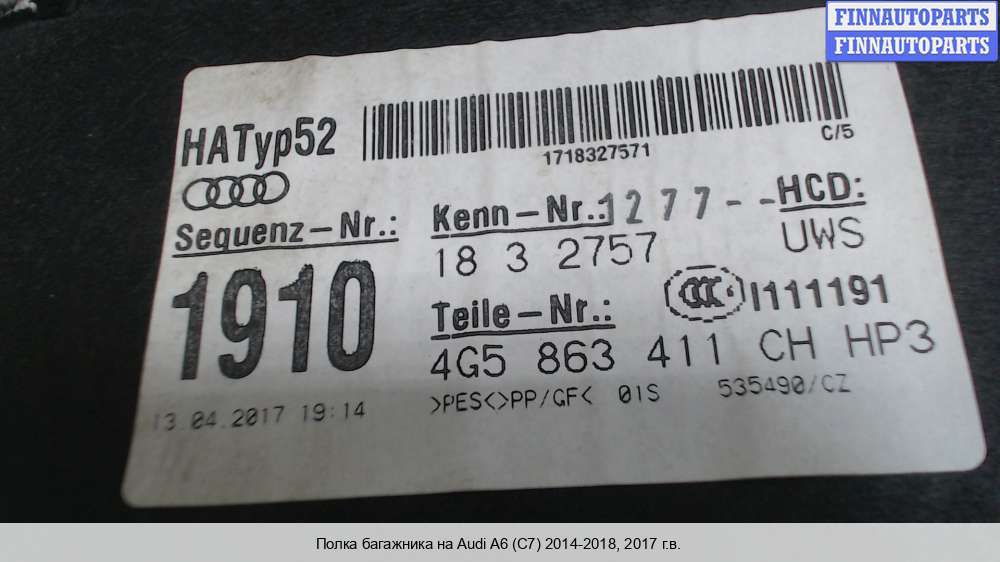 FINNAUTOPARTS
FINNAUTOPARTS
HATyp52
1718327571
C/5
Sequenz-Nr.:
Kenn-Nr.:1277--
HCD:
18 3 2757
UWS
1910
Teile-Nr.:
CCC
I111191
4G5 863 411 CH HP3
13.04.2017 19:14
>PES<>PP/GF< 01S
535490/CZ
Полка багажника на Audi A6 (C7) 2014-2018, 2017 г.в.